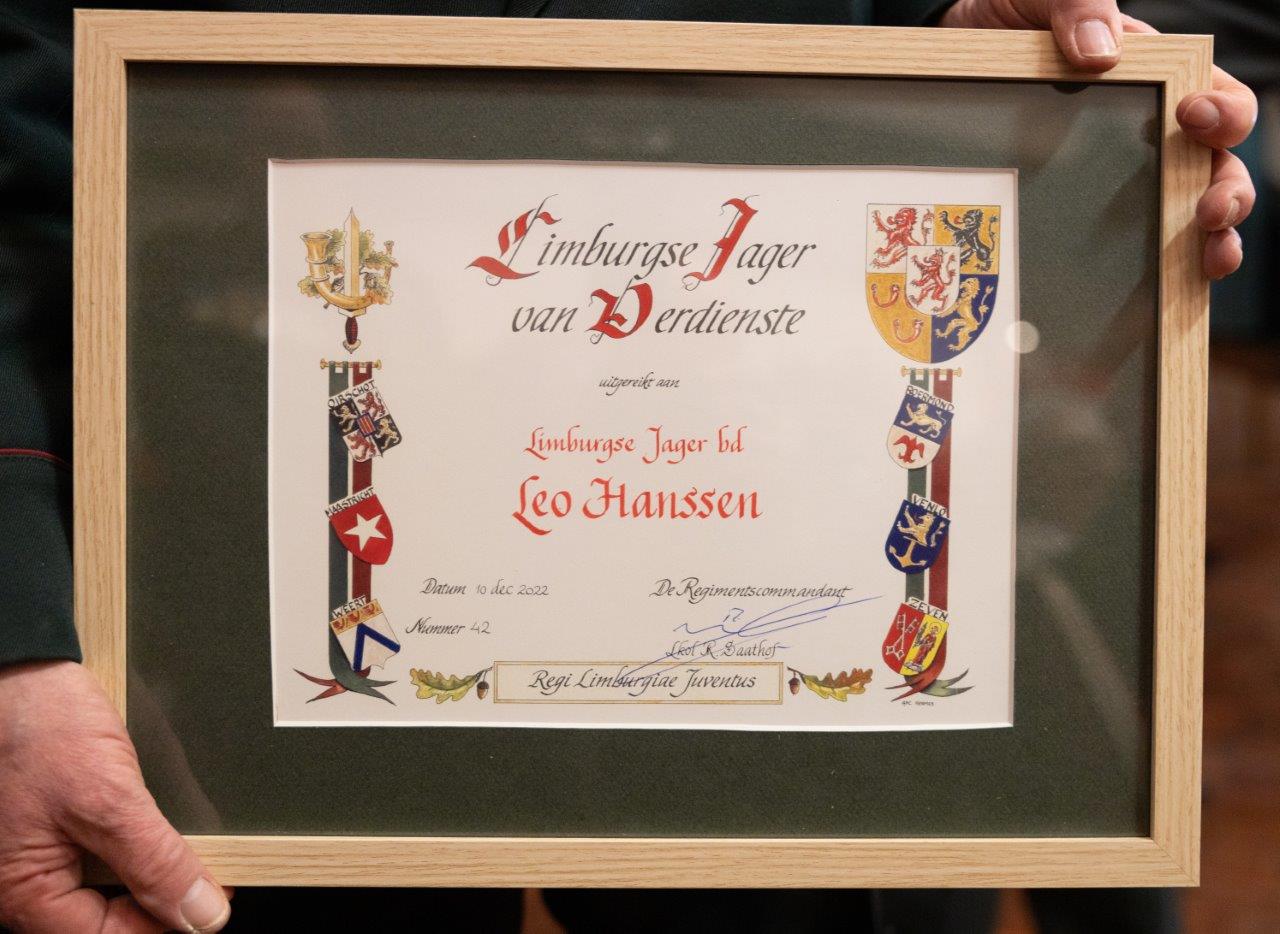 Limburgse Jager
van Verdienste
uitgereikt aan
Limburgse Jager bd
Leo Hanssen
OIRSCHOT
MAASTRICHT
WEERT
ROERMOND
VENLO
ZEVEN
Datum 10 dec 2022
De Regimentscommandant
Nummer 42
Lkol R. Saathof
Regi Limburgiae Juventus